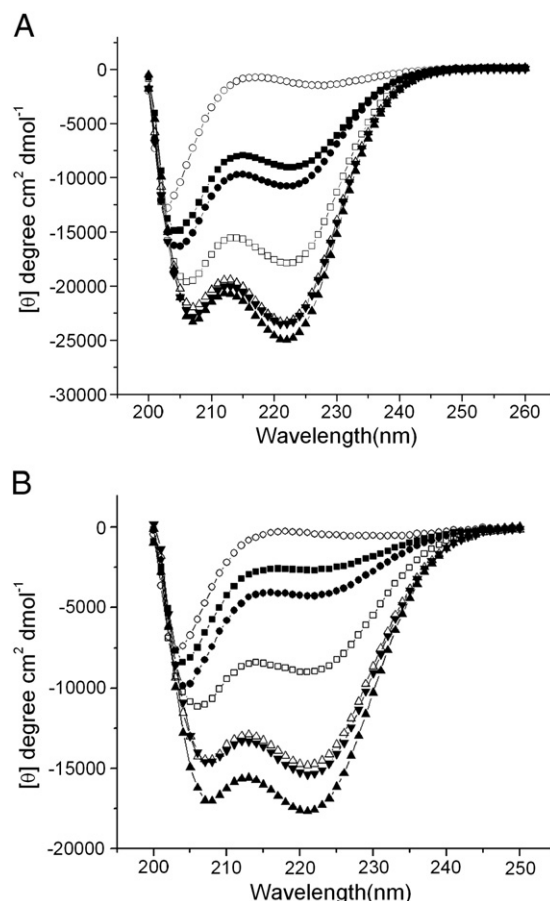 A
0
-5000
-10000
-15000
-20000
-25000
-30000
[θ] degree cm² dmol⁻¹
200 210 220 230 240 250 260
Wavelength(nm)
B
0
-5000
-10000
-15000
-20000
[θ] degree cm² dmol⁻¹
200 210 220 230 240 250
Wavelength(nm)